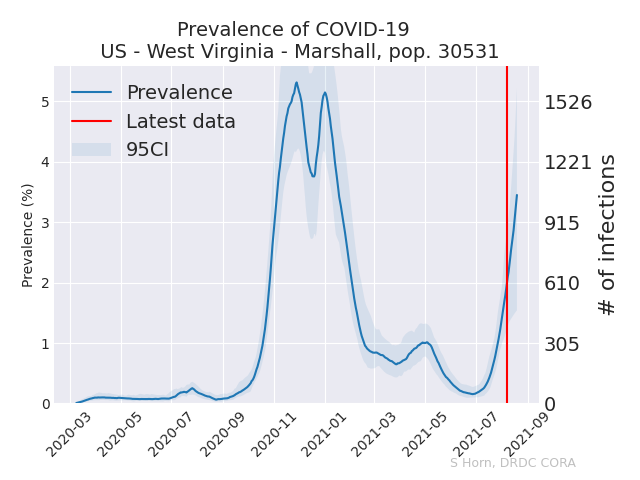 Prevalence of COVID-19
US - West Virginia - Marshall, pop. 30531
Prevalence
Latest data
95CI
Prevalence (%)
5
4
3
2
1
0
1526
1221
915
610
305
0
# of infections
2020-03
2020-05
2020-07
2020-09
2020-11
2021-01
2021-03
2021-05
2021-07
2021-09
S Horn, DRDC CORA